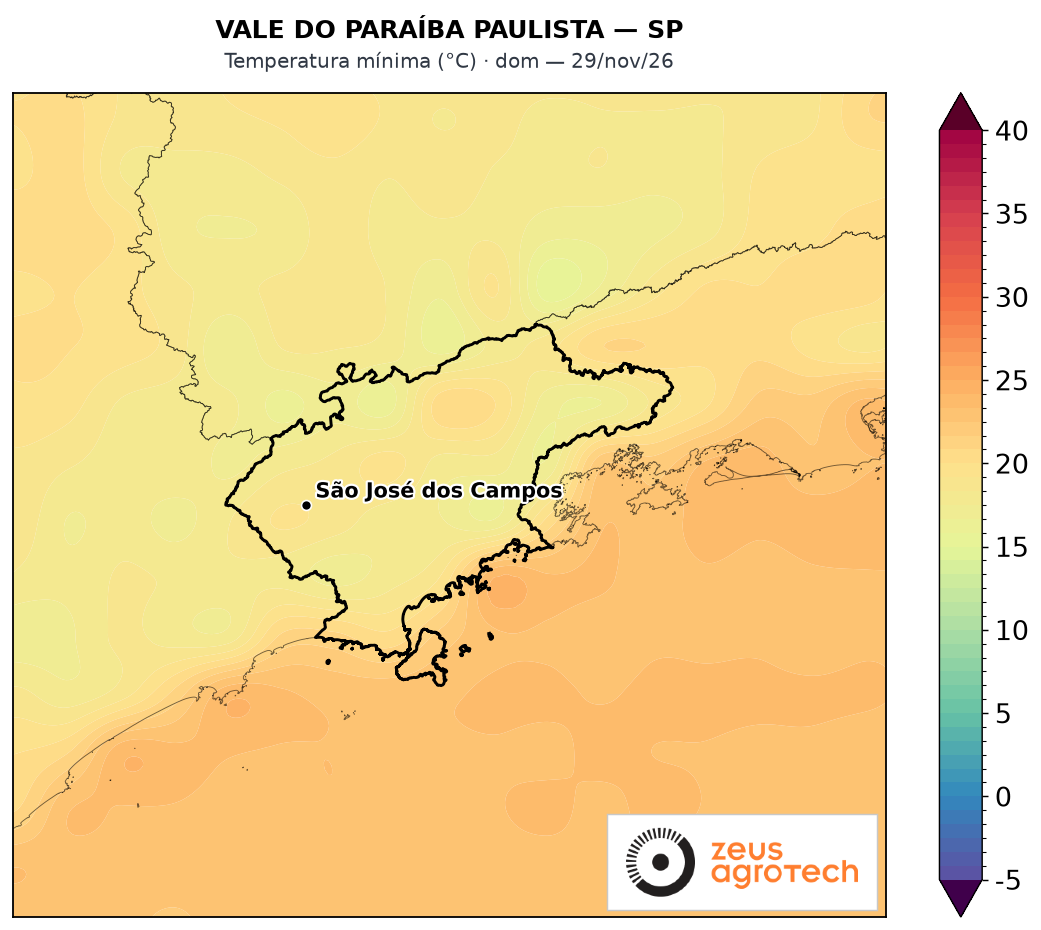 VALE DO PARAÍBA PAULISTA — SP
Temperatura mínima (°C) · dom — 29/nov/26
São José dos Campos
40
35
30
25
20
15
10
5
0
-5
zeus
agrotech